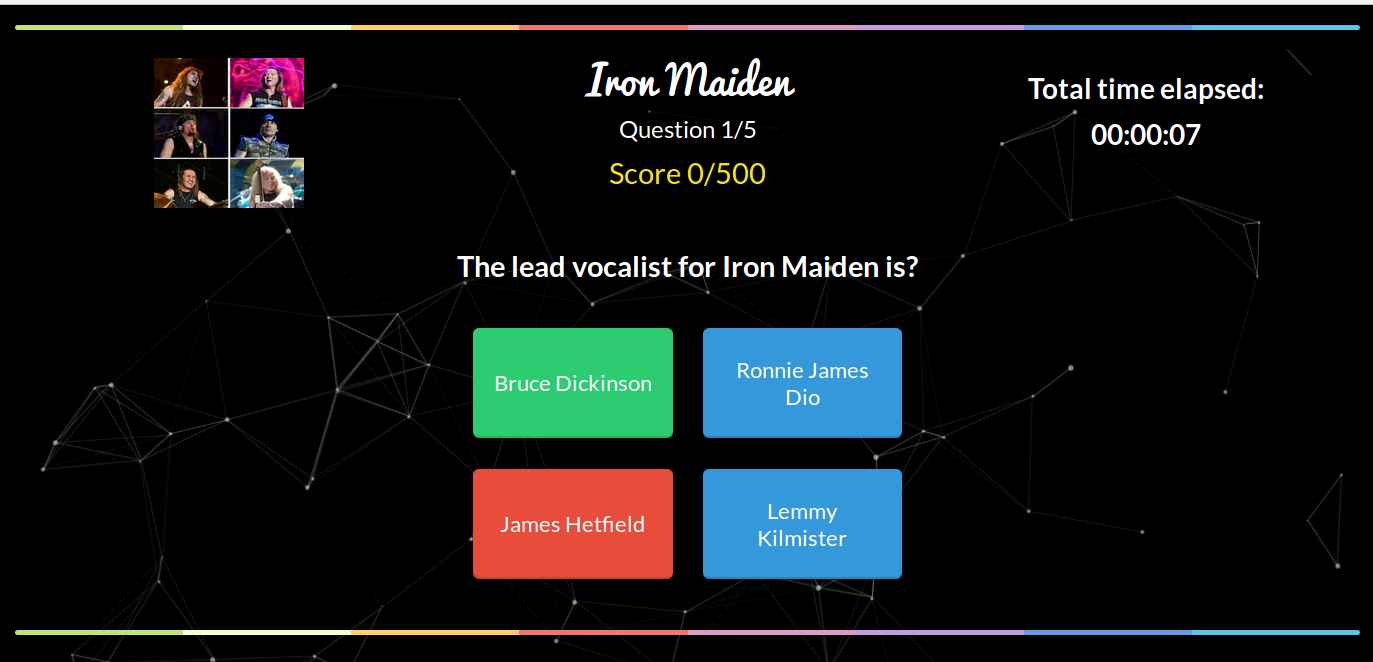 Iron Maiden
Question 1/5
Score 0/500
Total time elapsed:
00:00:07
The lead vocalist for Iron Maiden is?
Bruce Dickinson
Ronnie James
Dio
James Hetfield
Lemmy
Kilmister